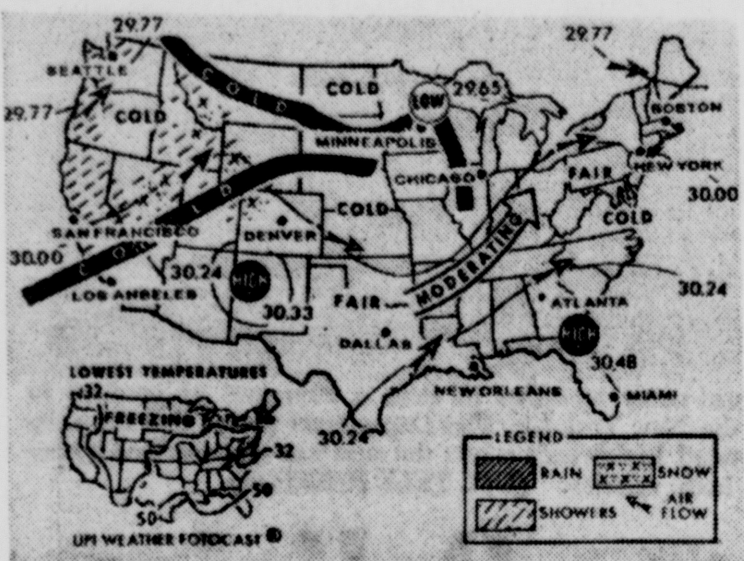 29.77
29.77
SEATTLE
COLD
COLD
LOW
29.65
29.77
COLD
MINNEAPOLIS
BOSTON
CHICAGO
FAIR
NEW YORK
30.00
COLD
COLD
SAN FRANCISCO
DENVER
MODERATING
30.00
COLD
30.24
HIGH
30.33
LOS ANGELES
FAIR
30.24
ATLANTA
DALLAS
HIGH
30.48
NEW ORLEANS
MIAMI
30.24
LOWEST TEMPERATURES
32
FREEZING
32
50
50
UPI WEATHER FOTOCAST ®
LEGEND
RAIN
SNOW
SHOWERS
AIR FLOW